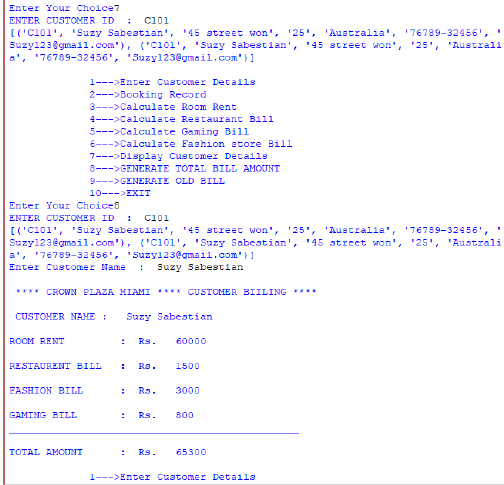 Enter Your Choice7
ENTER CUSTOMER ID  :  C101
[('C101', 'Suzy Sabestian', '45 street won', '25', 'Australia', '76789-32456', '
Suzy123@gmail.com'), ('C101', 'Suzy Sabestian', '45 street won', '25', 'Australi
a', '76789-32456', 'Suzy123@gmail.com')]
1--->Enter Customer Details
2--->Booking Record
3--->Calculate Room Rent
4--->Calculate Restaurant Bill
5--->Calculate Gaming Bill
6--->Calculate Fashion store Bill
7--->Display Customer Details
8--->GENERATE TOTAL BILL AMOUNT
9--->GENERATE OLD BILL
10--->EXIT
Enter Your Choice8
ENTER CUSTOMER ID  :  C101
[('C101', 'Suzy Sabestian', '45 street won', '25', 'Australia', '76789-32456', '
Suzy123@gmail.com'), ('C101', 'Suzy Sabestian', '45 street won', '25', 'Australi
a', '76789-32456', 'Suzy123@gmail.com')]
Enter Customer Name  :  Suzy Sabestian
**** CROWN PLAZA MIAMI **** CUSTOMER BIILING ****
CUSTOMER NAME :   Suzy Sabestian
ROOM RENT         :  Rs.   60000
RESTAURENT BILL   :  Rs.   1500
FASHION BILL      :  Rs.   3000
GAMING BILL       :  Rs.   800
TOTAL AMOUNT      :  Rs.   65300
1--->Enter Customer Details